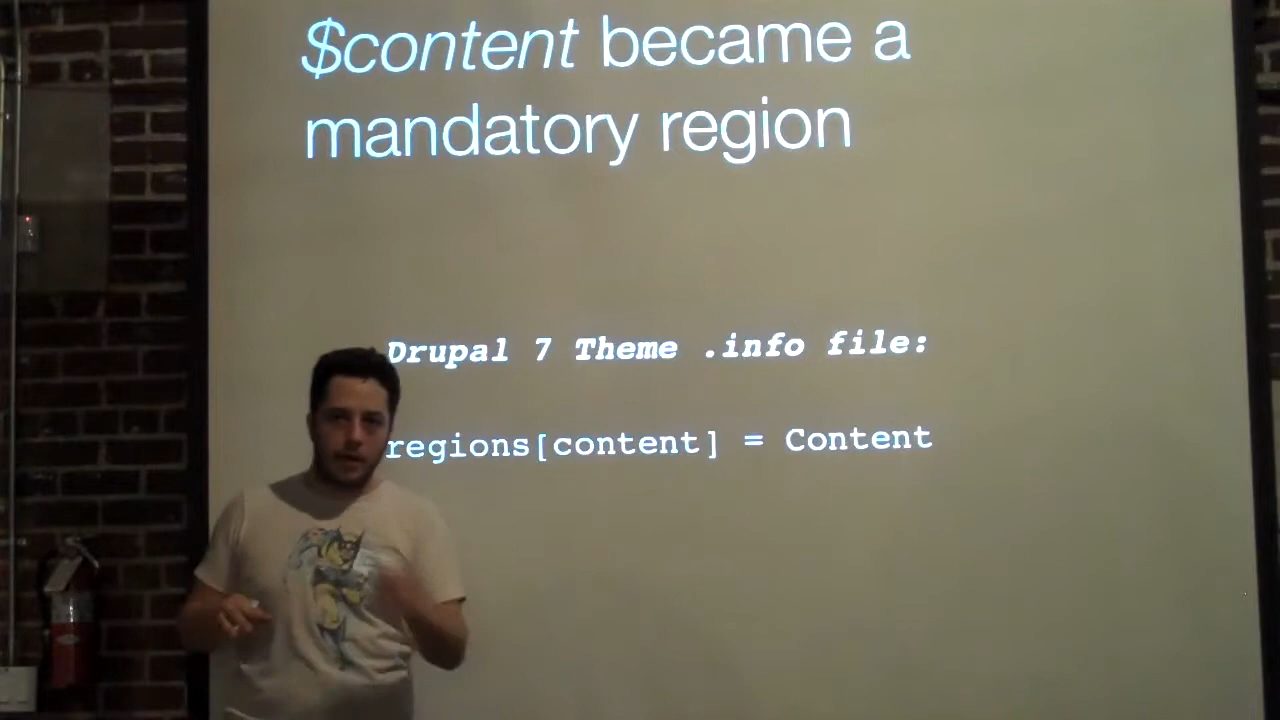 $content became a
mandatory region
Drupal 7 Theme .info file:
regions[content] = Content